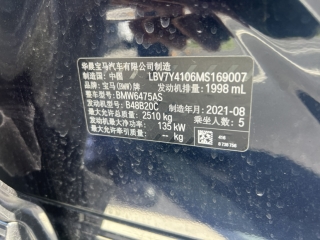 华晨宝马汽车有限公司制造
制造国：中国 LBV7Y4106MS169007
品牌：宝马(BMW)牌 发动机排量：1998 mL
整车型号：BMW6475AS
发动机型号：B48B20C 制造年月：2021-08
最大允许总质量：2510 kg 乘坐人数：5
发动机最大净功率：135 kW
-- kg